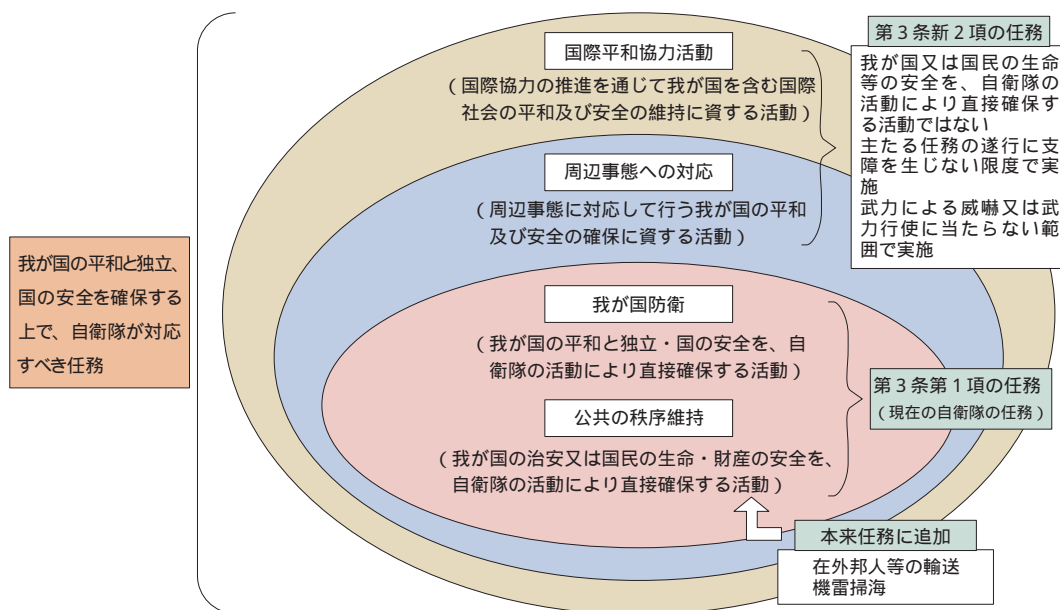 国際平和協力活動
(国際協力の推進を通じて我が国を含む国際
社会の平和及び安全の維持に資する活動)
周辺事態への対応
(周辺事態に対応して行う我が国の平和
及び安全の確保に資する活動)
我が国防衛
(我が国の平和と独立・国の安全を、自
衛隊の活動により直接確保する活動)
公共の秩序維持
(我が国の治安又は国民の生命・財産の安全を、
自衛隊の活動により直接確保する活動)
我が国の平和と独立、
国の安全を確保する
上で、自衛隊が対応
すべき任務
第3条新2項の任務
我が国又は国民の生命
等の安全を、自衛隊の
活動により直接確保す
る活動ではない
主たる任務の遂行に支
障を生じない限度で実
施
武力による威嚇又は武
力行使に当たらない範
囲で実施
第3条第1項の任務
(現在の自衛隊の任務)
本来任務に追加
在外邦人等の輸送
機雷掃海